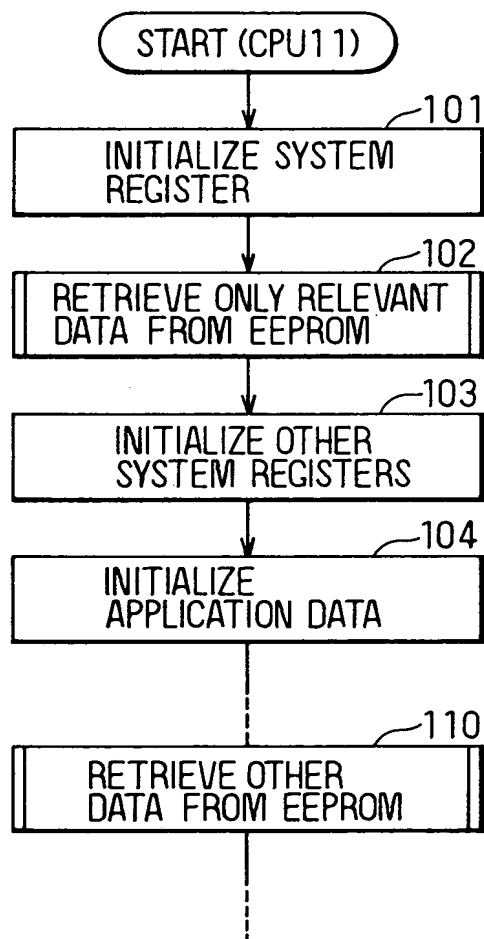 START (CPU11)
101
INITIALIZE SYSTEM
REGISTER
102
RETRIEVE ONLY RELEVANT
DATA FROM EEPROM
103
INITIALIZE OTHER
SYSTEM REGISTERS
104
INITIALIZE
APPLICATION DATA
110
RETRIEVE OTHER
DATA FROM EEPROM